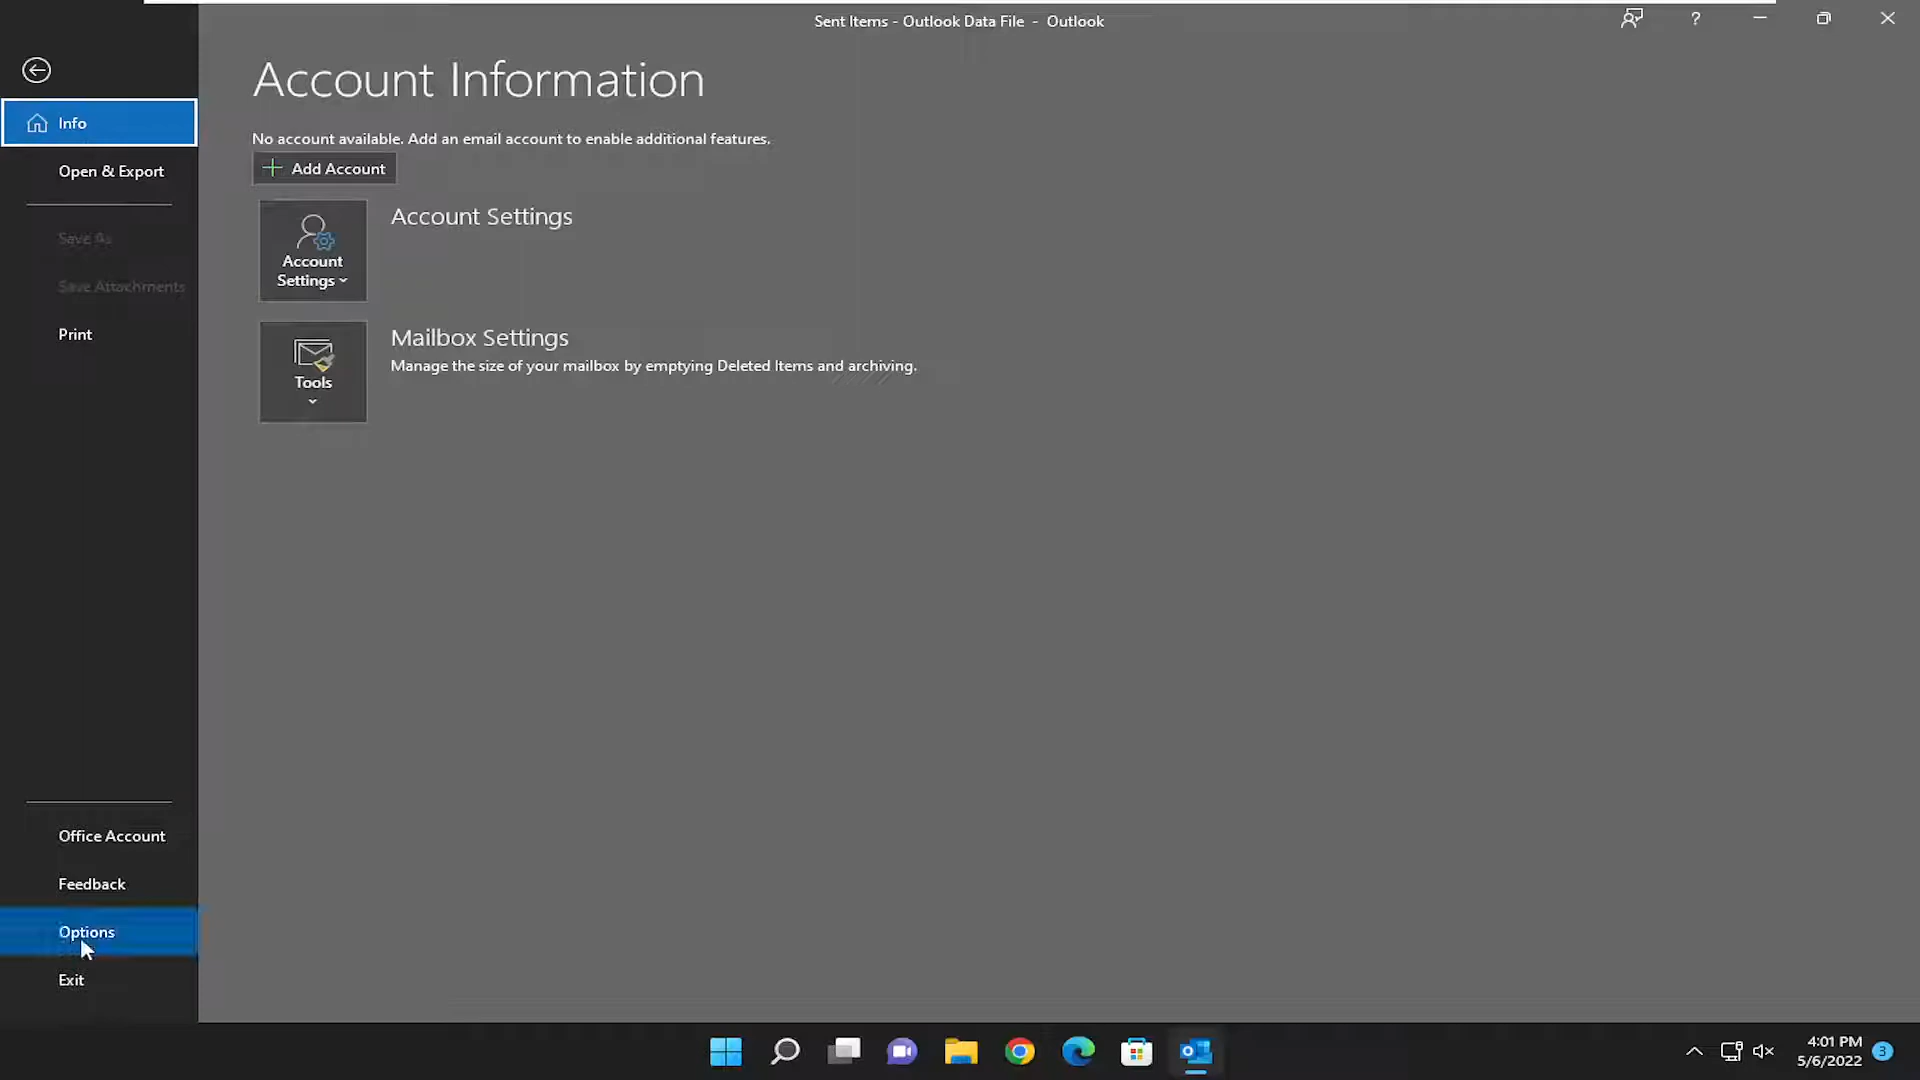 Sent Items - Outlook Data File - Outlook
?
Account Information
Info
No account available. Add an email account to enable additional features.
Add Account
Open & Export
Account Settings
Account
Settings
Save As
Save Attachments
Print
Mailbox Settings
Manage the size of your mailbox by emptying Deleted Items and archiving.
Tools
Office Account
Feedback
Options
Exit
4:01 PM
5/6/2022
3